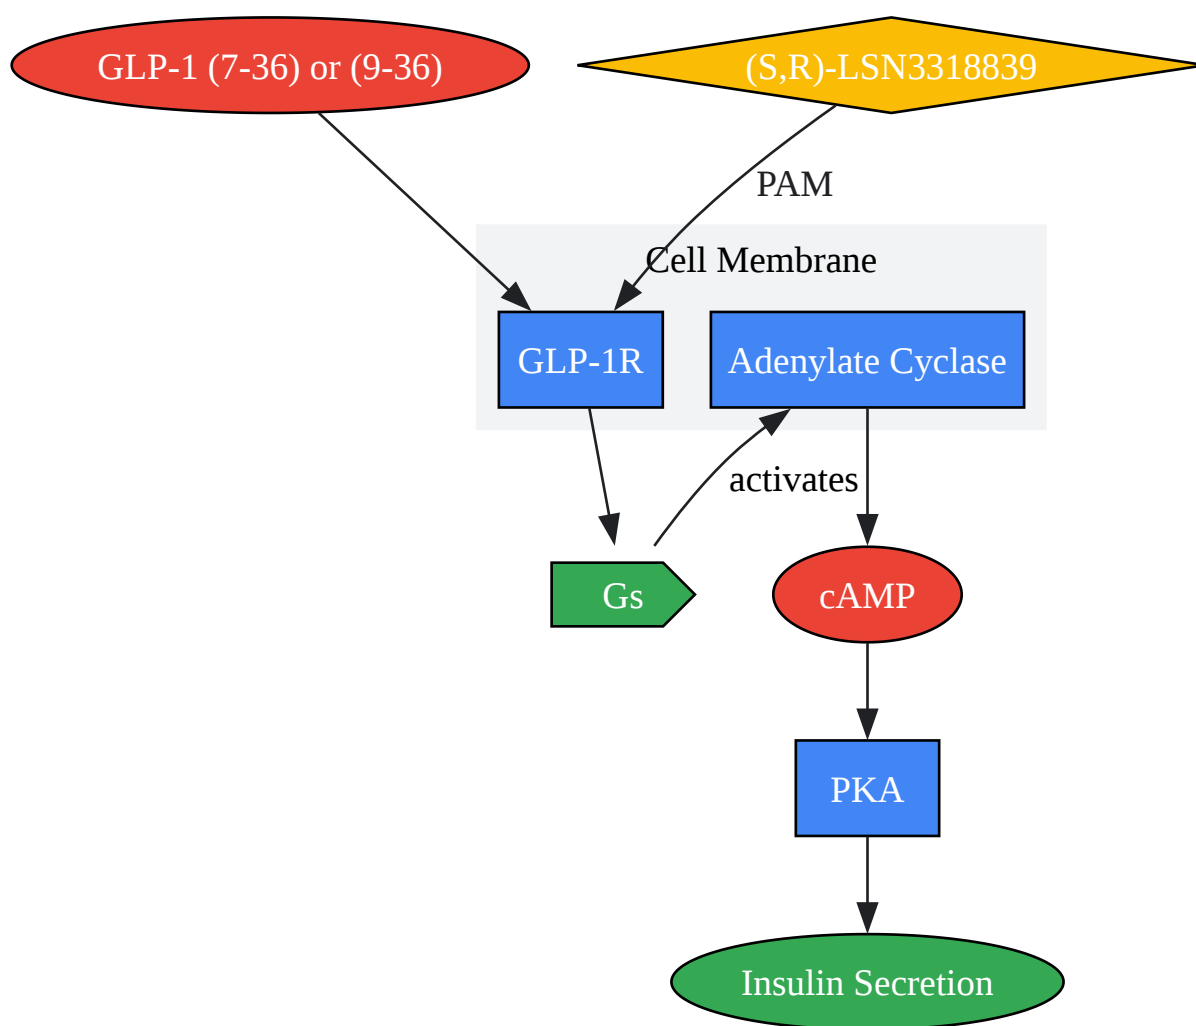 GLP-1 (7-36) or (9-36)
(S,R)-LSN3318839
PAM
Cell Membrane
GLP-1R
Adenylate Cyclase
activates
Gs
cAMP
PKA
Insulin Secretion